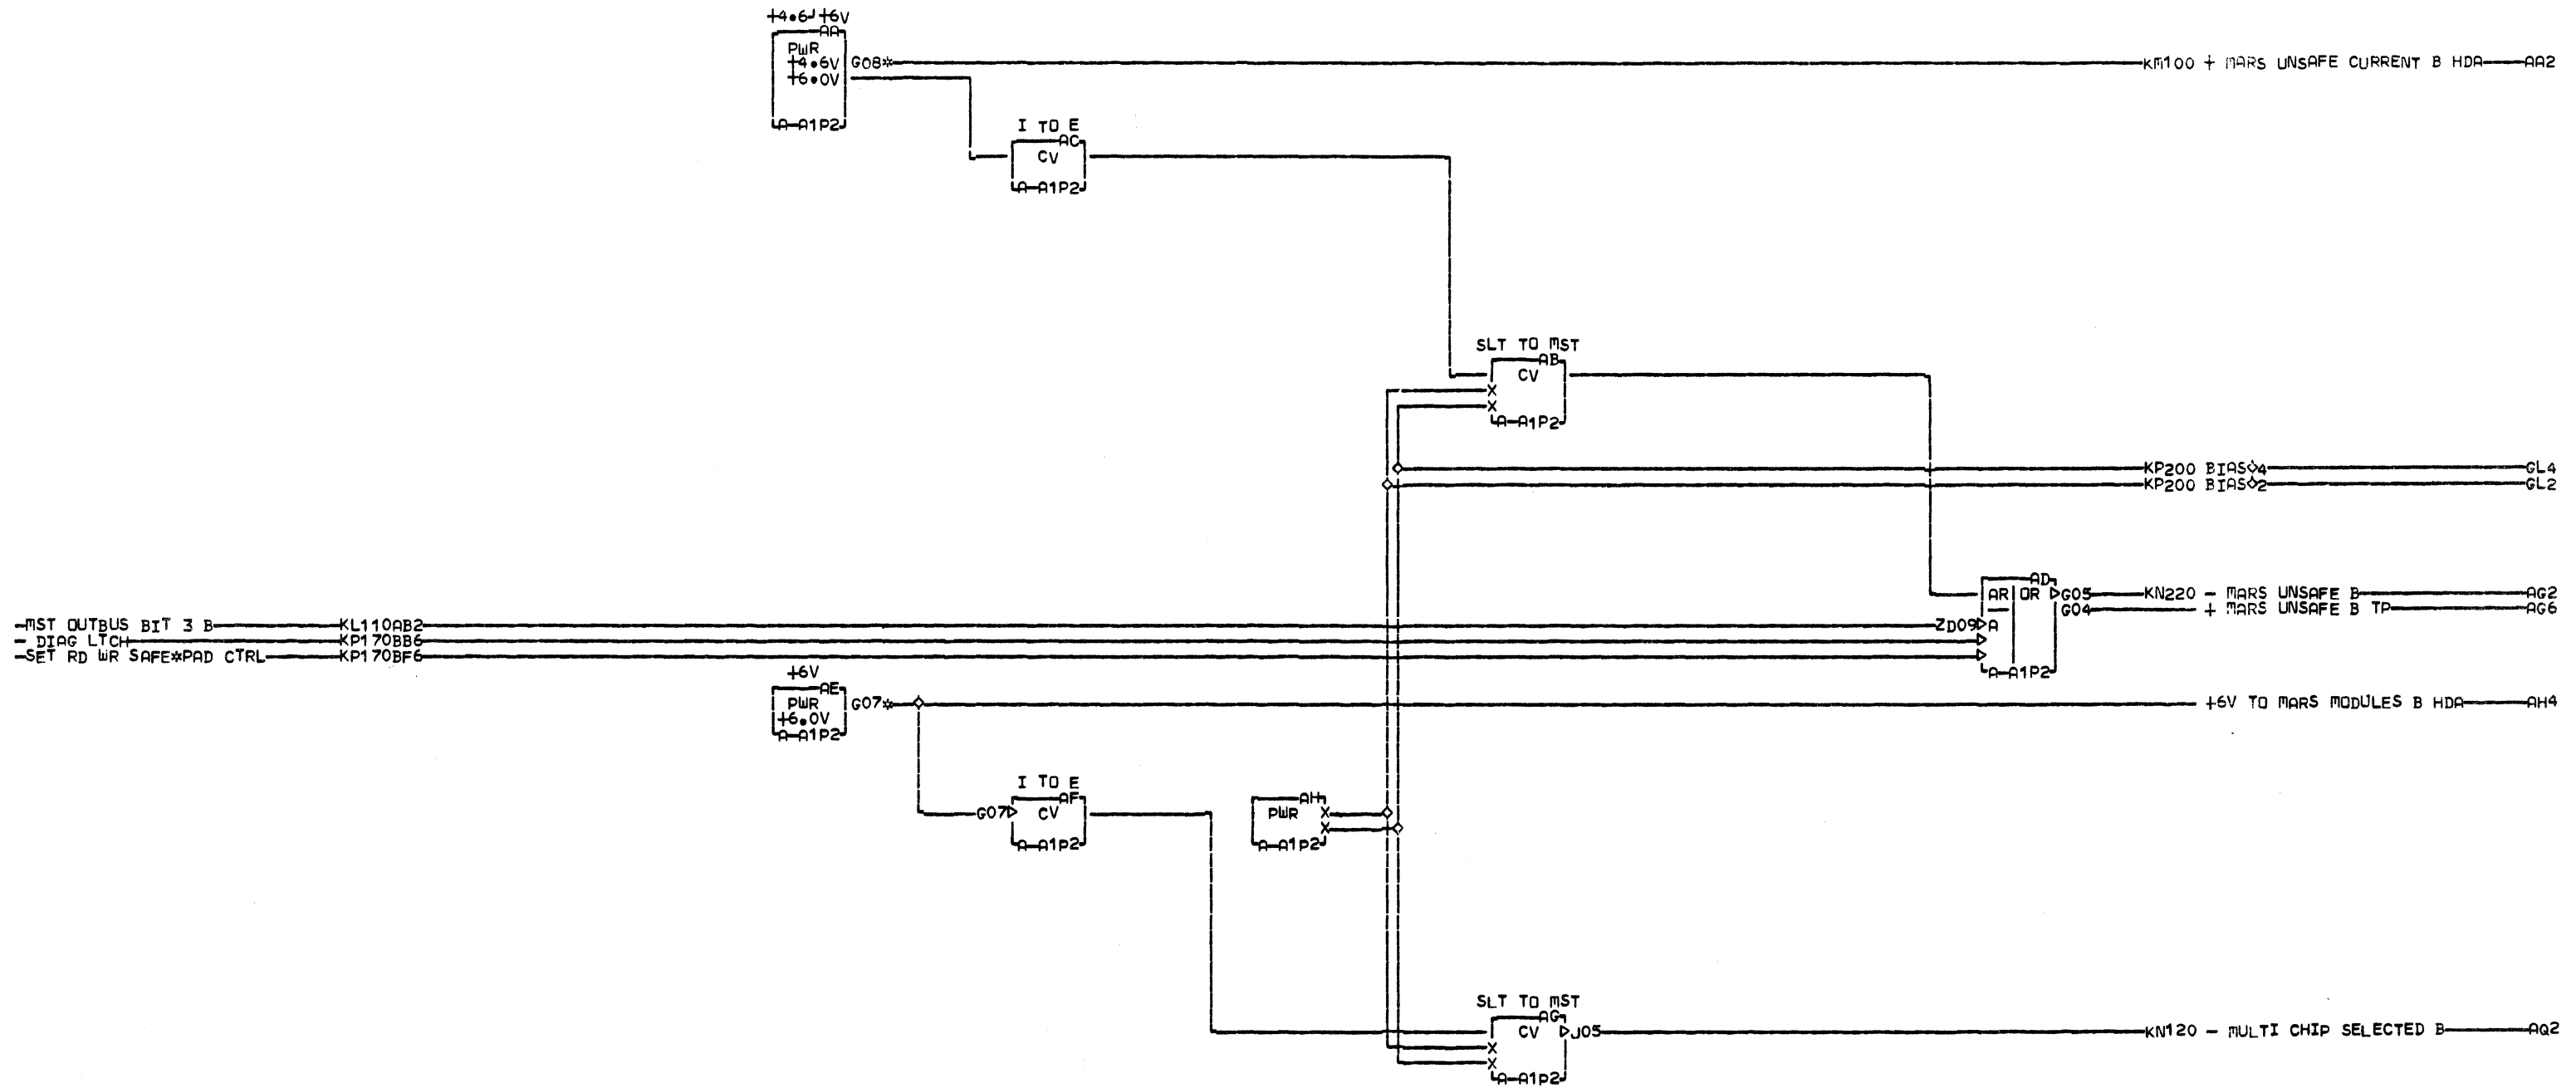 +4.6J +6V
AA
PWR
+4.6V G08* KM100 + MARS UNSAFE CURRENT B HDA AA2
+6.0V
A-A1P2
I TO E
AC
CV
A-A1P2
SLT TO MST
AB
CV
X
X
A-A1P2
KP200 BIAS◇4 GL4
KP200 BIAS◇2 GL2
AD
AR OR G05 KN220 - MARS UNSAFE B AG2
G04 + MARS UNSAFE B TP AG6
-MST OUTBUS BIT 3 B KL110AB2 ZD09 A
- DIAG LTCH KP170BB6
-SET RD WR SAFE*PAD CTRL KP170BF6
A-A1P2
+6V
AE
PWR G07* +6V TO MARS MODULES B HDA AH4
+6.0V
A-A1P2
I TO E
AF
G07 CV
A-A1P2
AH
PWR X
X
A-A1P2
SLT TO MST
AG
CV J05 KN120 - MULTI CHIP SELECTED B AQ2
X
X
A-A1P2